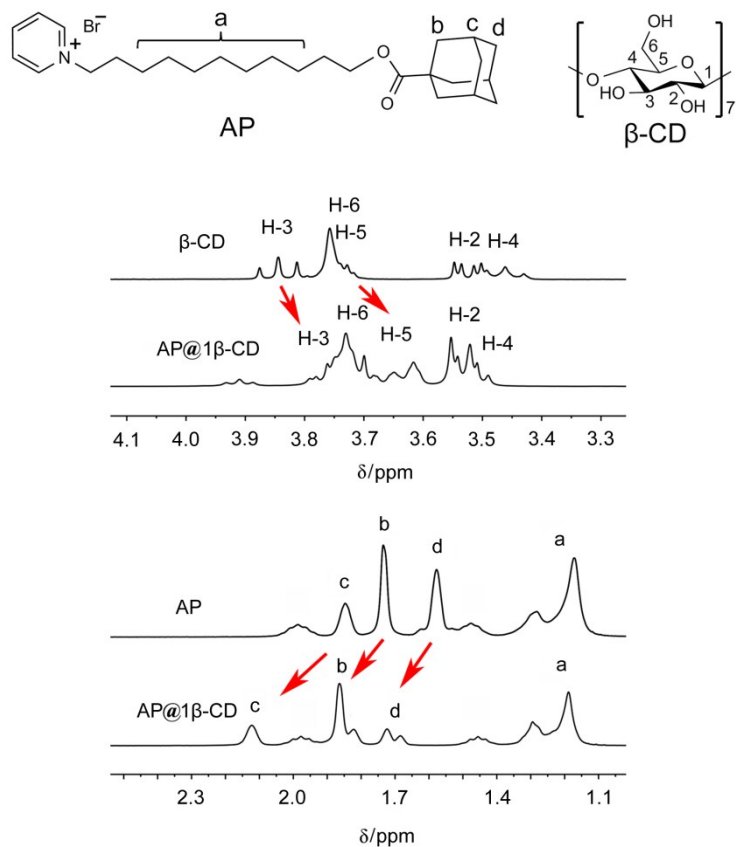 a
b
c
d
Br⁻
N
+
O
O
AP
OH
6
4
5
O
O
1
HO
3
2
OH
7
β-CD
H-6
β-CD
H-3
H-5
H-2
H-4
H-6
H-2
AP@1β-CD
H-3
H-5
H-4
4.1 4.0 3.9 3.8 3.7 3.6 3.5 3.4 3.3
δ/ppm
b
d
a
AP
c
b
a
AP@1β-CD
c
d
2.3 2.0 1.7 1.4 1.1
δ/ppm